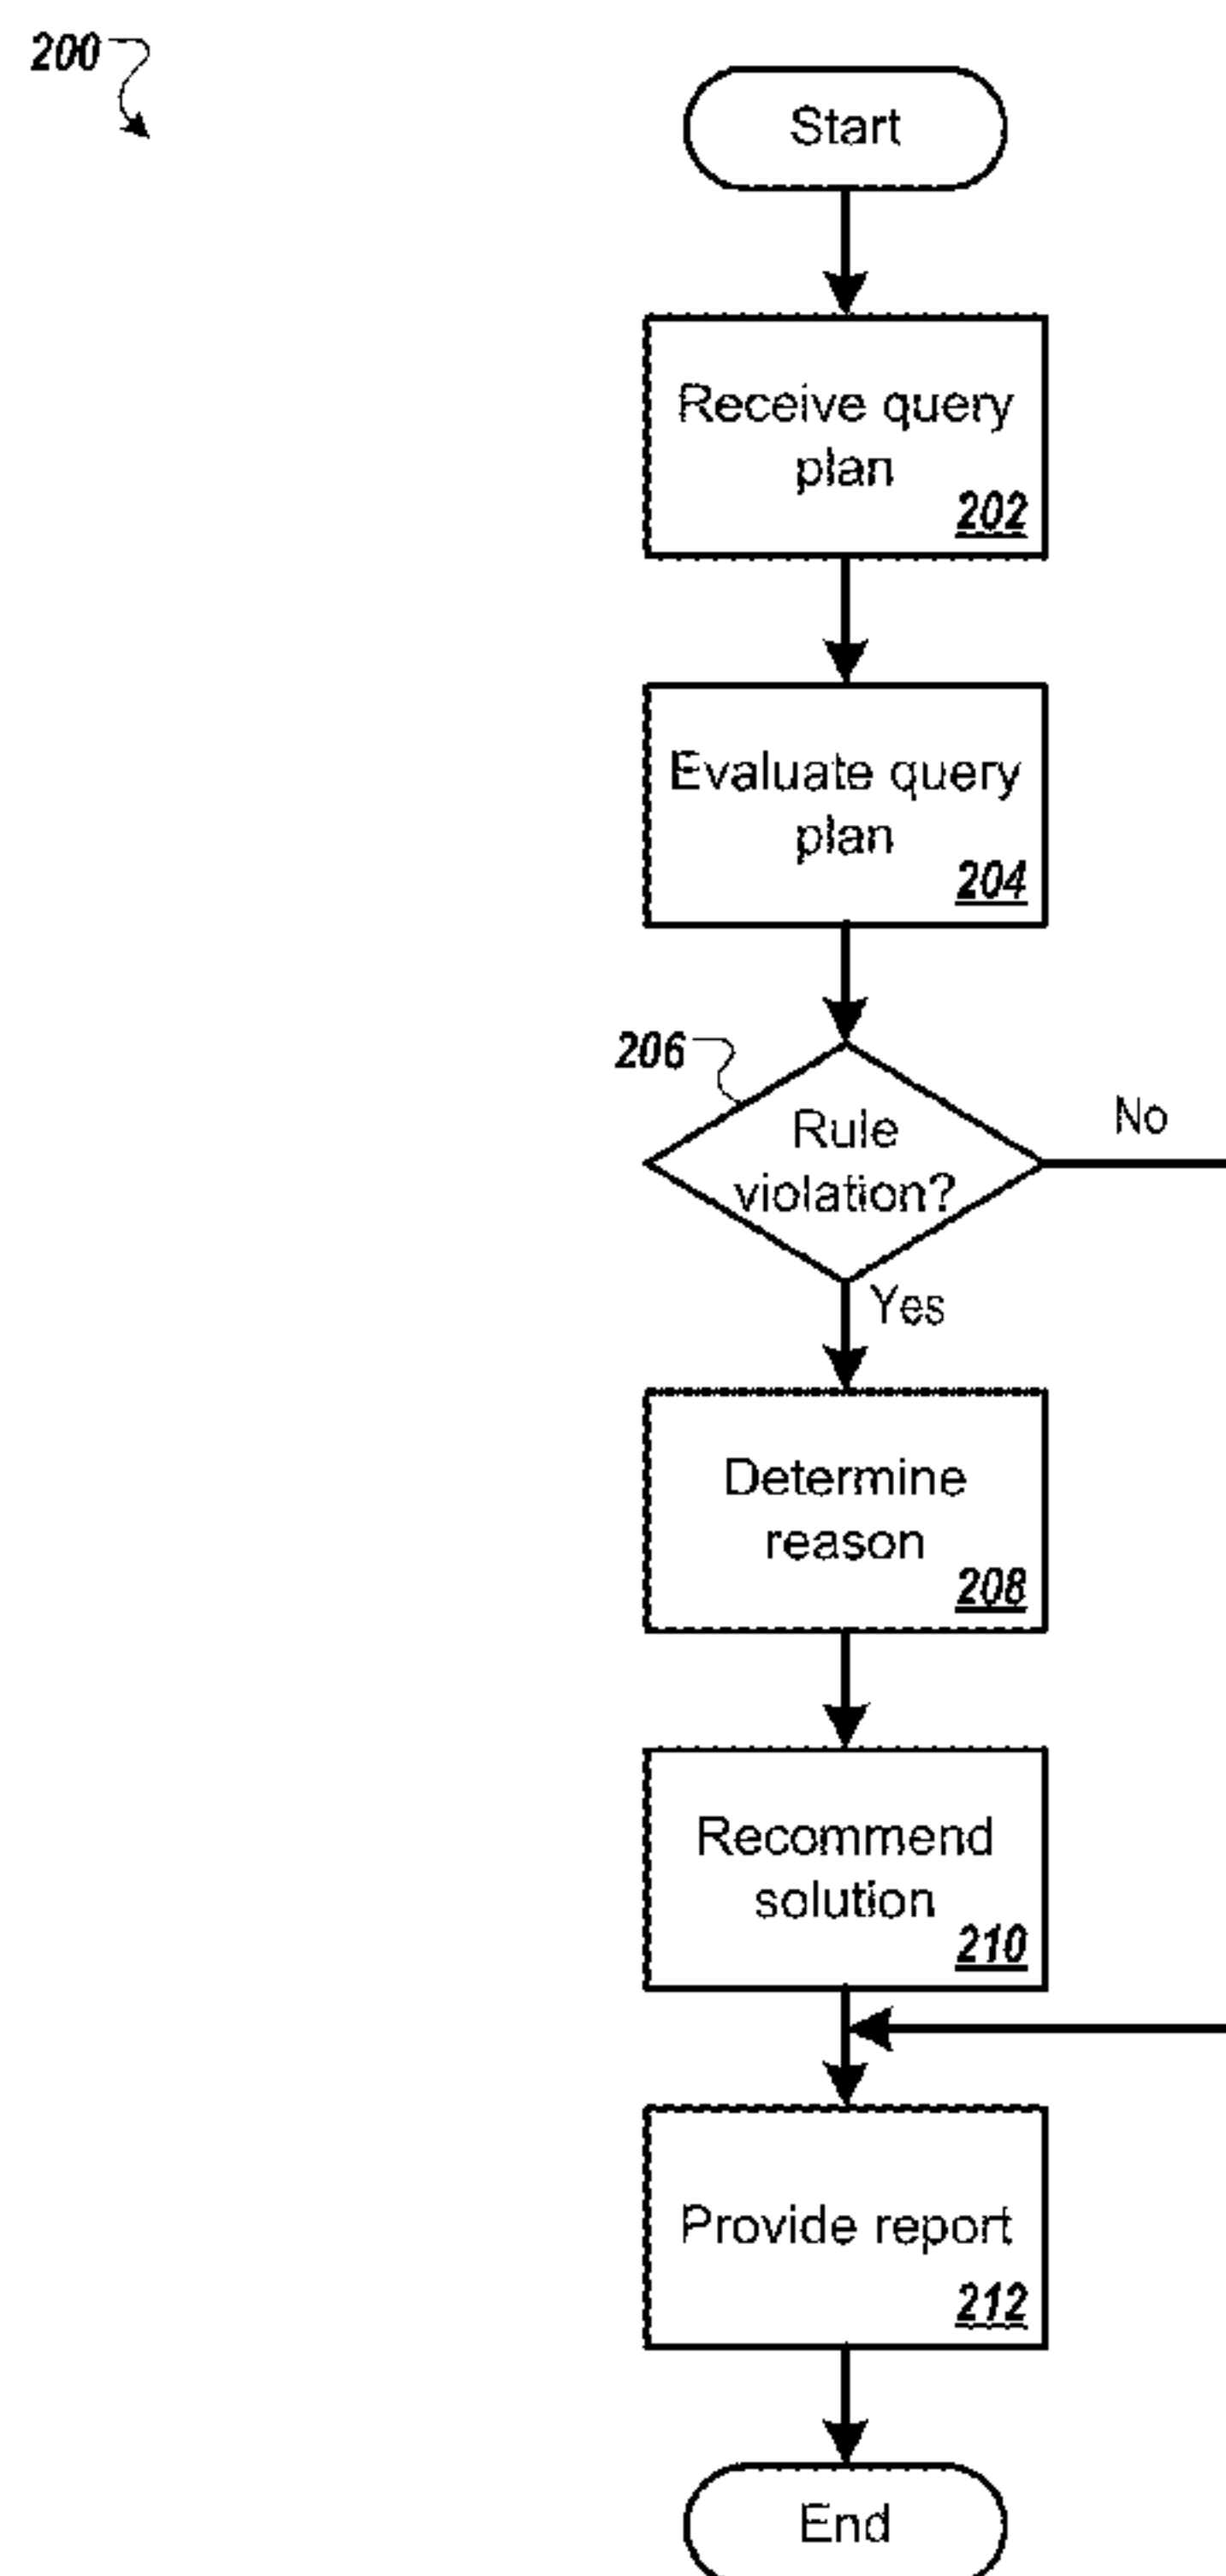 200
Start
Receive query
plan
202
Evaluate query
plan
204
206
Rule
violation?
No
Yes
Determine
reason
208
Recommend
solution
210
Provide report
212
End